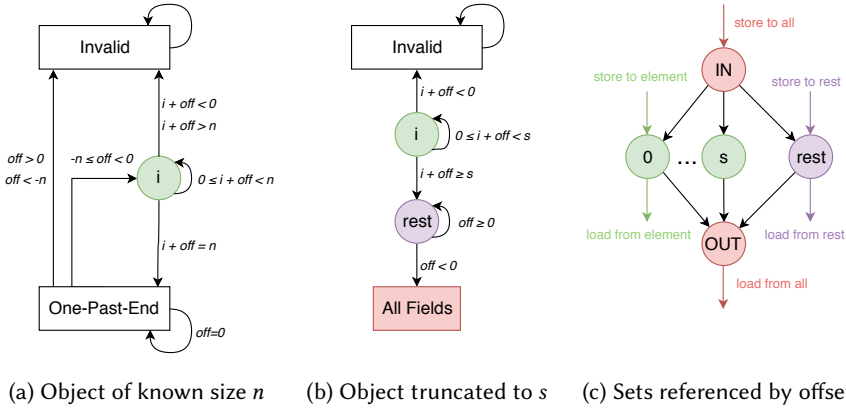 Invalid
i + off < 0
i + off > n
off > 0
off < -n
-n ≤ off < 0
i
0 ≤ i + off < n
i + off = n
One-Past-End
off=0
(a) Object of known size n
Invalid
i + off < 0
i
0 ≤ i + off < s
i + off ≥ s
rest
off ≥ 0
off < 0
All Fields
(b) Object truncated to s
store to all
IN
store to element
store to rest
0
...
s
rest
load from element
load from rest
OUT
load from all
(c) Sets referenced by offse